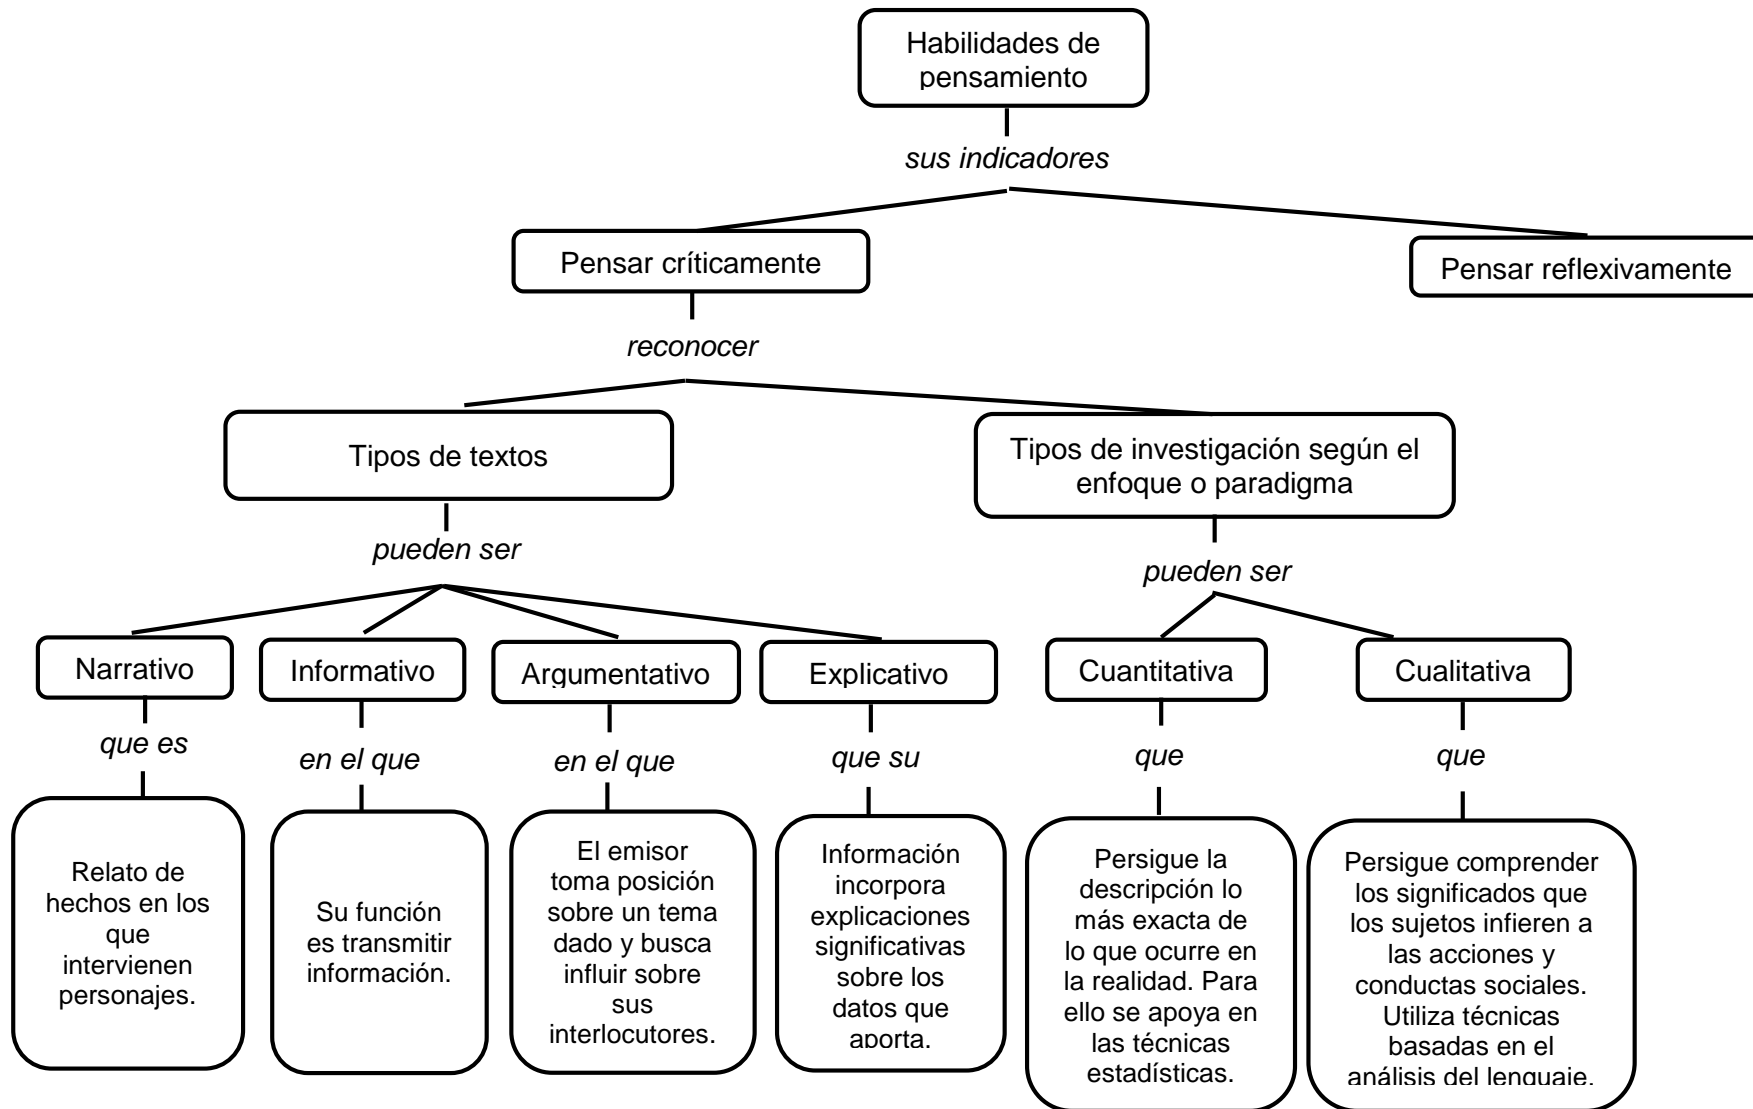 Habilidades de
pensamiento
sus indicadores
Pensar críticamente
Pensar reflexivamente
reconocer
Tipos de textos
Tipos de investigación según el
enfoque o paradigma
pueden ser
pueden ser
Narrativo
Informativo
Argumentativo
Explicativo
Cuantitativa
Cualitativa
que es
en el que
en el que
que su
que
que
Relato de
hechos en los
que
intervienen
personajes.
Su función
es transmitir
información.
El emisor
toma posición
sobre un tema
dado y busca
influir sobre
sus
interlocutores.
Información
incorpora
explicaciones
significativas
sobre los
datos que
aporta.
Persigue la
descripción lo
más exacta de
lo que ocurre en
la realidad. Para
ello se apoya en
las técnicas
estadísticas.
Persigue comprender
los significados que
los sujetos infieren a
las acciones y
conductas sociales.
Utiliza técnicas
basadas en el
análisis del lenguaje.